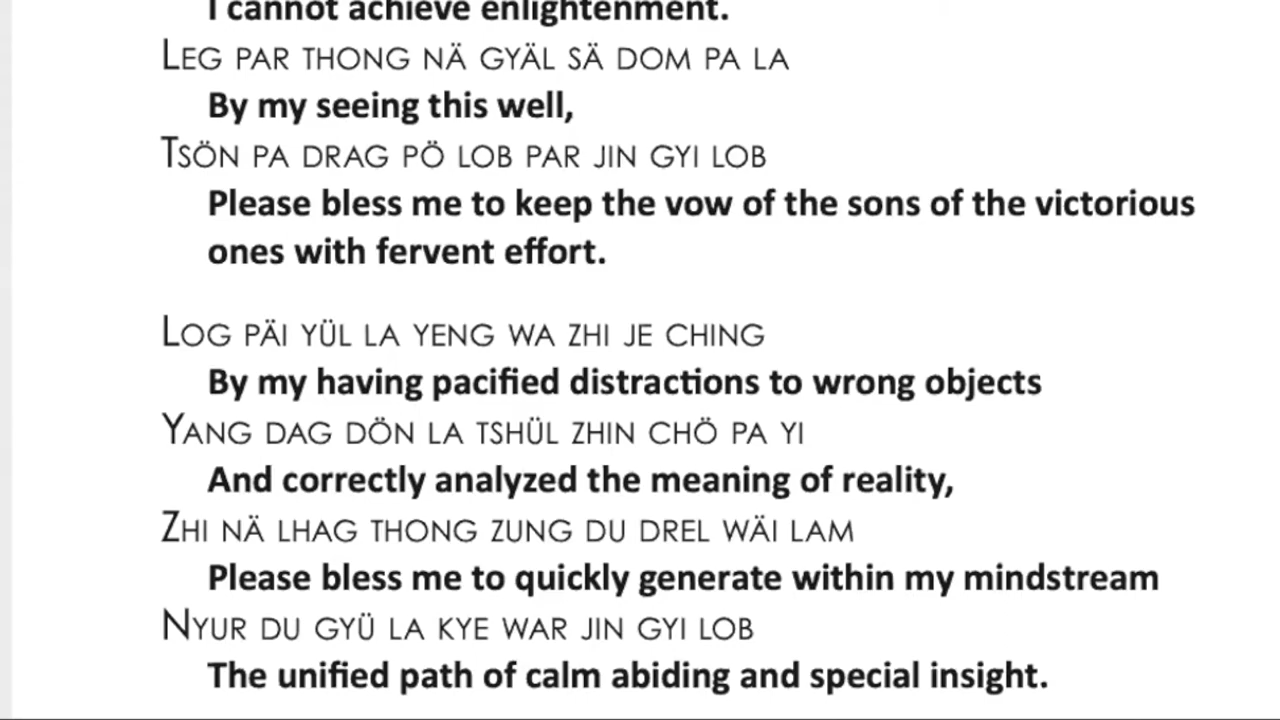 I cannot achieve enlightenment.
LEG PAR THONG NÄ GYÄL SÄ DOM PA LA
By my seeing this well,
TSÖN PA DRAG PÖ LOB PAR JIN GYI LOB
Please bless me to keep the vow of the sons of the victorious
ones with fervent effort.
LOG PÄI YÜL LA YENG WA ZHI JE CHING
By my having pacified distractions to wrong objects
YANG DAG DÖN LA TSHÜL ZHIN CHÖ PA YI
And correctly analyzed the meaning of reality,
ZHI NÄ LHAG THONG ZUNG DU DREL WÄI LAM
Please bless me to quickly generate within my mindstream
NYUR DU GYÜ LA KYE WAR JIN GYI LOB
The unified path of calm abiding and special insight.